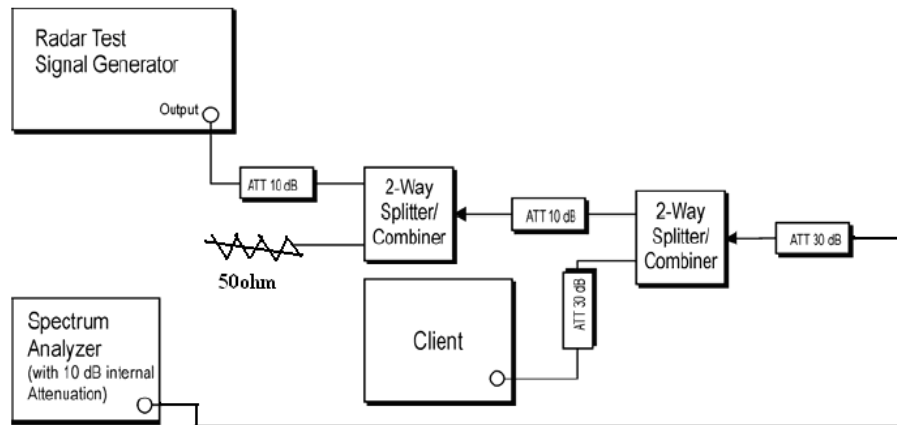 Radar Test
Signal Generator
Output
ATT 10 dB
2-Way
Splitter/
Combiner
ATT 10 dB
2-Way
Splitter/
Combiner
ATT 30 dB
50ohm
ATT 30 dB
Client
Spectrum
Analyzer
(with 10 dB internal
Attenuation)